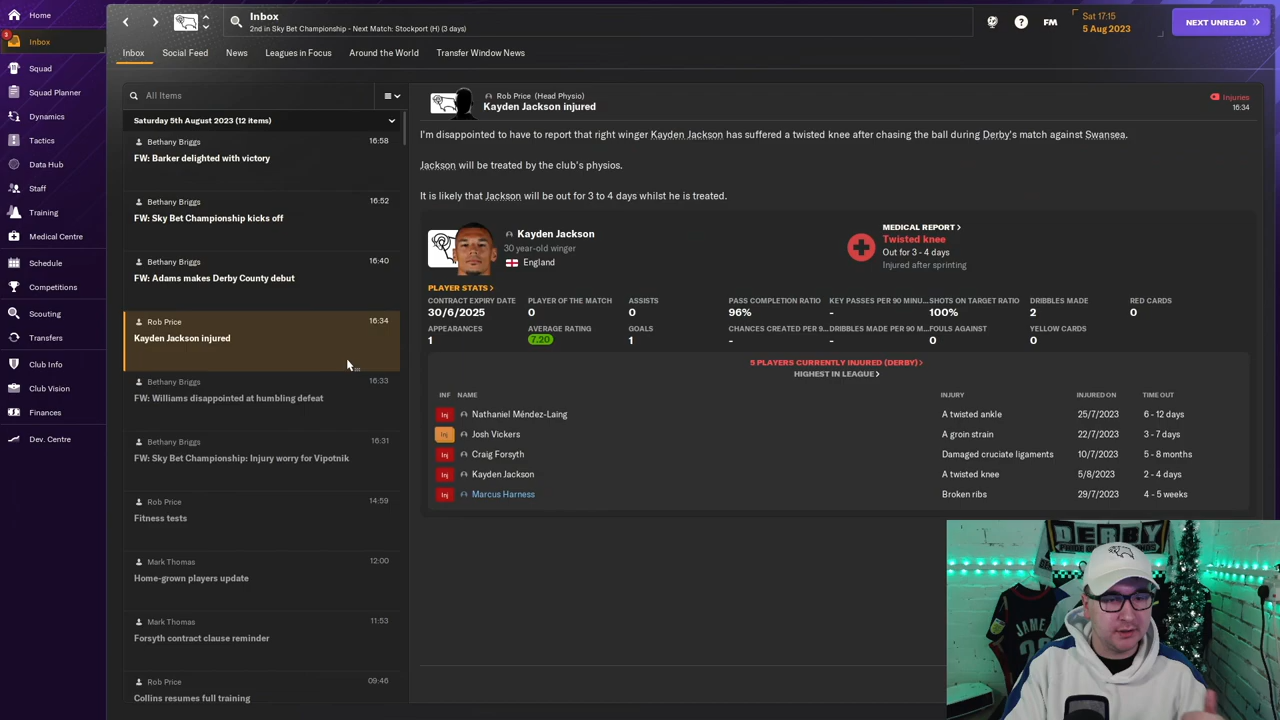 Home
3
Inbox
Squad
Squad Planner
Dynamics
Tactics
Data Hub
Staff
Training
Medical Centre
Schedule
Competitions
Scouting
Transfers
Club Info
Club Vision
Finances
Dev. Centre
Inbox
2nd in Sky Bet Championship - Next Match: Stockport (H) (3 days)
FM
Sat 17:15
5 Aug 2023
NEXT UNREAD
Inbox Social Feed News Leagues in Focus Around the World Transfer Window News
All Items
Saturday 5th August 2023 (12 items)
Bethany Briggs 16:58
FW: Barker delighted with victory
Bethany Briggs 16:52
FW: Sky Bet Championship kicks off
Bethany Briggs 16:40
FW: Adams makes Derby County debut
Rob Price 16:34
Kayden Jackson injured
Bethany Briggs 16:33
FW: Williams disappointed at humbling defeat
Bethany Briggs 16:31
FW: Sky Bet Championship: Injury worry for Vipotnik
Rob Price 14:59
Fitness tests
Mark Thomas 12:00
Home-grown players update
Mark Thomas 11:53
Forsyth contract clause reminder
Rob Price 09:46
Collins resumes full training
Rob Price (Head Physio)
Kayden Jackson injured
Injuries
16:34
I'm disappointed to have to report that right winger Kayden Jackson has suffered a twisted knee after chasing the ball during Derby's match against Swansea.
Jackson will be treated by the club's physios.
It is likely that Jackson will be out for 3 to 4 days whilst he is treated.
Kayden Jackson
30 year-old winger
England
MEDICAL REPORT >
Twisted knee
Out for 3 - 4 days
Injured after sprinting
PLAYER STATS >
CONTRACT EXPIRY DATE PLAYER OF THE MATCH ASSISTS PASS COMPLETION RATIO KEY PASSES PER 90 MINU... SHOTS ON TARGET RATIO DRIBBLES MADE RED CARDS
30/6/2025 0 0 96% - 100% 2 0
APPEARANCES AVERAGE RATING GOALS CHANCES CREATED PER 9... DRIBBLES MADE PER 90 M... FOULS AGAINST YELLOW CARDS
1 7.20 1 - - 0 0
5 PLAYERS CURRENTLY INJURED (DERBY) >
HIGHEST IN LEAGUE >
INF NAME INJURY INJURED ON TIME OUT
Inj Nathaniel Méndez-Laing A twisted ankle 25/7/2023 6 - 12 days
Inj Josh Vickers A groin strain 22/7/2023 3 - 7 days
Inj Craig Forsyth Damaged cruciate ligaments 10/7/2023 5 - 8 months
Inj Kayden Jackson A twisted knee 5/8/2023 2 - 4 days
Inj Marcus Harness Broken ribs 29/7/2023 4 - 5 weeks
DERBY
JAMES